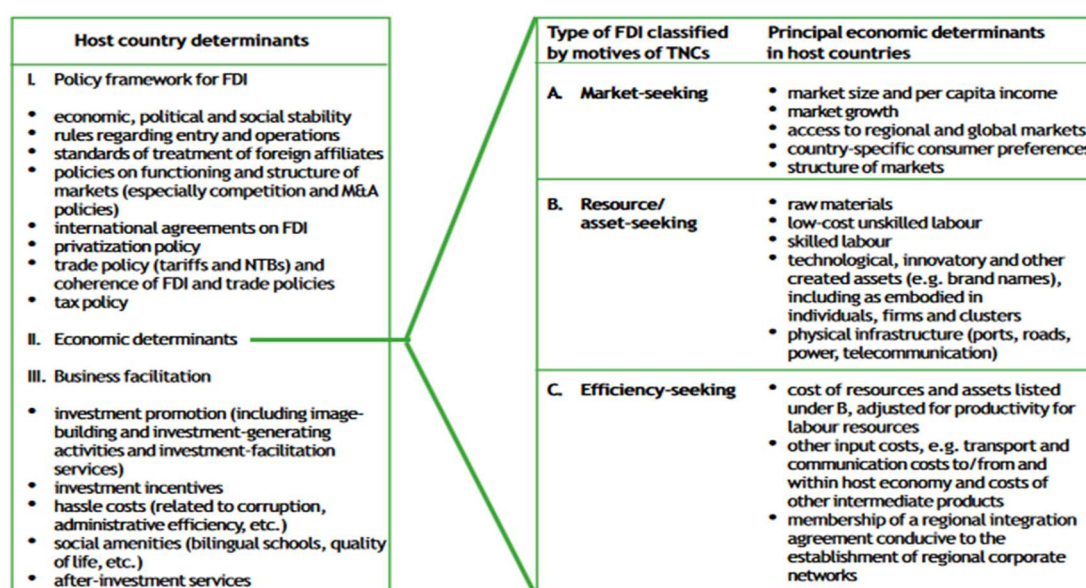 Host country determinants
I. Policy framework for FDI
• economic, political and social stability
• rules regarding entry and operations
• standards of treatment of foreign affiliates
• policies on functioning and structure of
markets (especially competition and M&A
policies)
• international agreements on FDI
• privatization policy
• trade policy (tariffs and NTBs) and
coherence of FDI and trade policies
• tax policy
II. Economic determinants
III. Business facilitation
• investment promotion (including image-
building and investment-generating
activities and investment-facilitation
services)
• investment incentives
• hassle costs (related to corruption,
administrative efficiency, etc.)
• social amenities (bilingual schools, quality
of life, etc.)
• after-investment services
Type of FDI classified
by motives of TNCs
Principal economic determinants
in host countries
A. Market-seeking
• market size and per capita income
• market growth
• access to regional and global markets
• country-specific consumer preferences
• structure of markets
B. Resource/
asset-seeking
• raw materials
• low-cost unskilled labour
• skilled labour
• technological, innovatory and other
created assets (e.g. brand names),
including as embodied in
individuals, firms and clusters
• physical infrastructure (ports, roads,
power, telecommunication)
C. Efficiency-seeking
• cost of resources and assets listed
under B, adjusted for productivity for
labour resources
• other input costs, e.g. transport and
communication costs to/from and
within host economy and costs of
other intermediate products
• membership of a regional integration
agreement conducive to the
establishment of regional corporate
networks